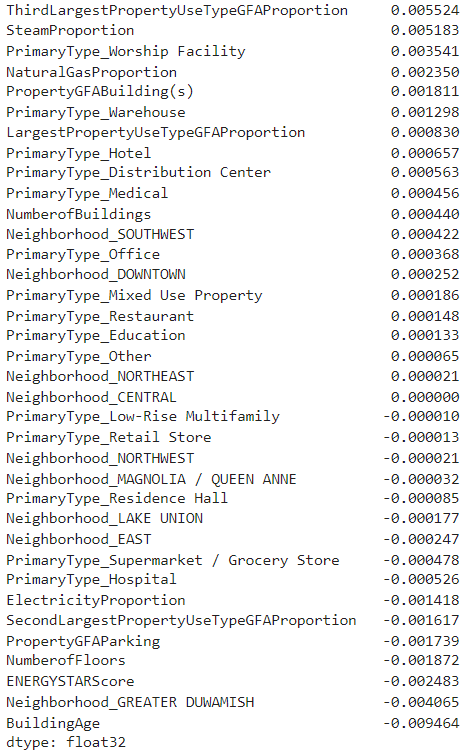 ThirdLargestPropertyUseTypeGFAProportion 0.005524
SteamProportion 0.005183
PrimaryType_Worship Facility 0.003541
NaturalGasProportion 0.002350
PropertyGFABuilding(s) 0.001811
PrimaryType_Warehouse 0.001298
LargestPropertyUseTypeGFAProportion 0.000830
PrimaryType_Hotel 0.000657
PrimaryType_Distribution Center 0.000563
PrimaryType_Medical 0.000456
NumberofBuildings 0.000440
Neighborhood_SOUTHWEST 0.000422
PrimaryType_Office 0.000368
Neighborhood_DOWNTOWN 0.000252
PrimaryType_Mixed Use Property 0.000186
PrimaryType_Restaurant 0.000148
PrimaryType_Education 0.000133
PrimaryType_Other 0.000065
Neighborhood_NORTHEAST 0.000021
Neighborhood_CENTRAL 0.000000
PrimaryType_Low-Rise Multifamily -0.000010
PrimaryType_Retail Store -0.000013
Neighborhood_NORTHWEST -0.000021
Neighborhood_MAGNOLIA / QUEEN ANNE -0.000032
PrimaryType_Residence Hall -0.000085
Neighborhood_LAKE UNION -0.000177
Neighborhood_EAST -0.000247
PrimaryType_Supermarket / Grocery Store -0.000478
PrimaryType_Hospital -0.000526
ElectricityProportion -0.001418
SecondLargestPropertyUseTypeGFAProportion -0.001617
PropertyGFAParking -0.001739
NumberofFloors -0.001872
ENERGYSTARScore -0.002483
Neighborhood_GREATER DUWAMISH -0.004065
BuildingAge -0.009464
dtype: float32